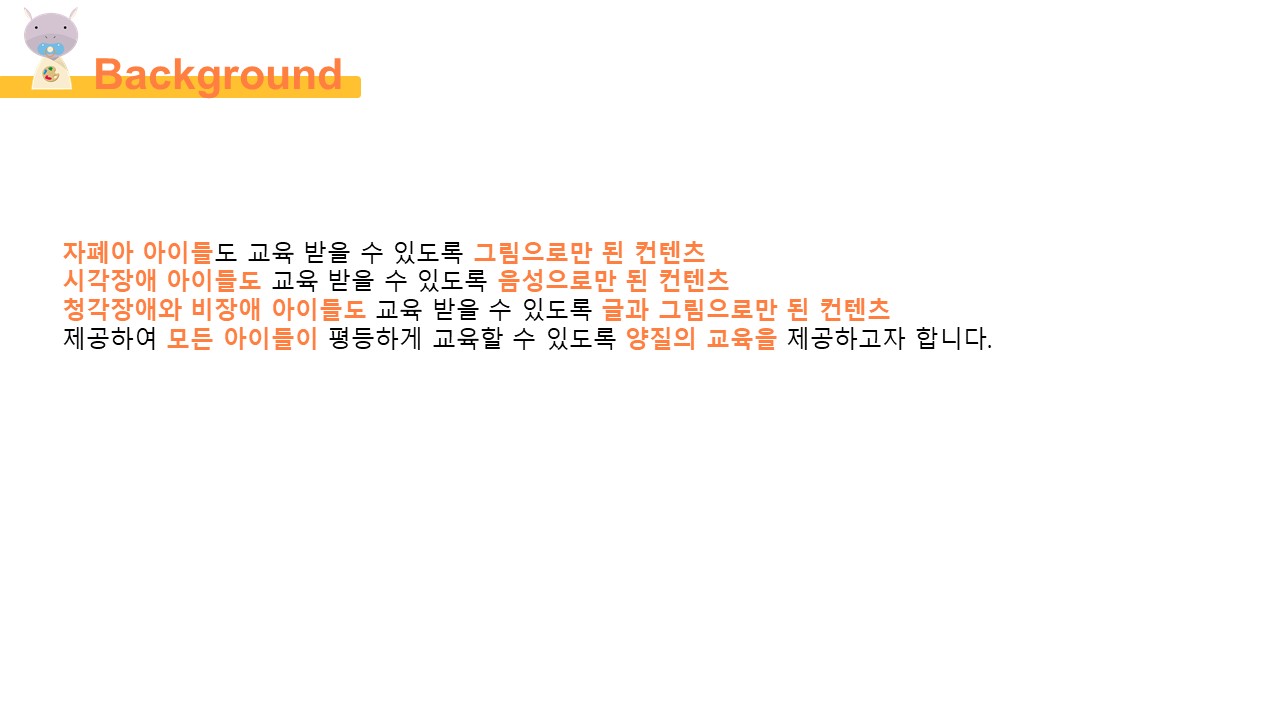 Background
자폐아 아이들도 교육 받을 수 있도록 그림으로만 된 컨텐츠
시각장애 아이들도 교육 받을 수 있도록 음성으로만 된 컨텐츠
청각장애와 비장애 아이들도 교육 받을 수 있도록 글과 그림으로만 된 컨텐츠
제공하여 모든 아이들이 평등하게 교육할 수 있도록 양질의 교육을 제공하고자 합니다.